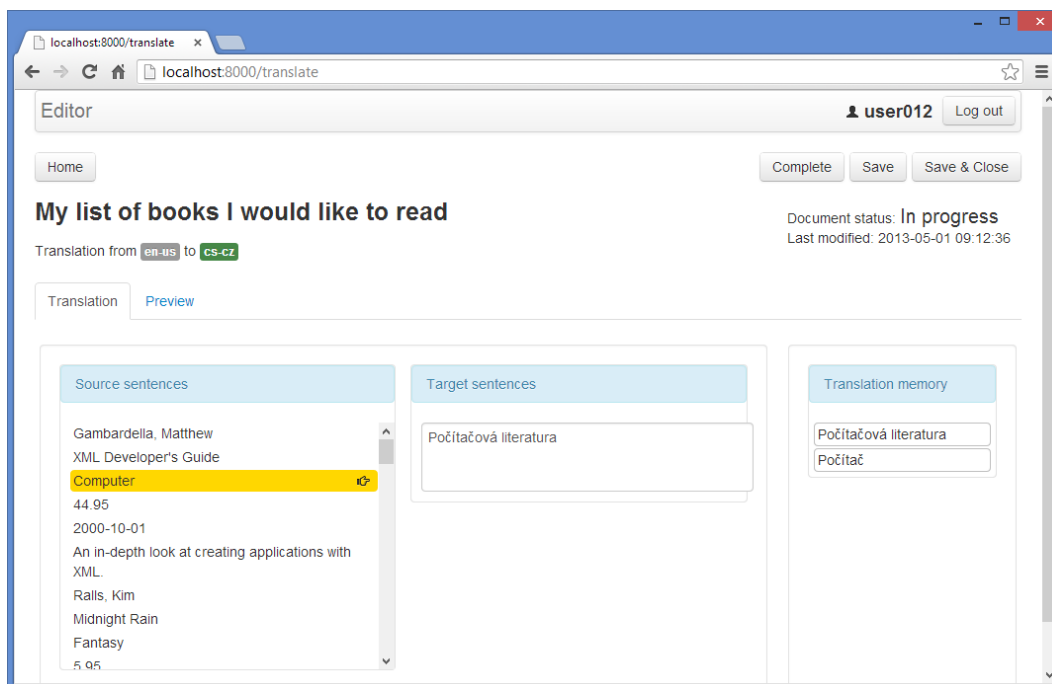 localhost:8000/translate
localhost:8000/translate
Editor
user012 Log out
Home
Complete Save Save & Close
My list of books I would like to read
Document status: In progress
Last modified: 2013-05-01 09:12:36
Translation from en-us to cs-cz
Translation Preview
Source sentences
Gambardella, Matthew
XML Developer's Guide
Computer
44.95
2000-10-01
An in-depth look at creating applications with
XML.
Ralls, Kim
Midnight Rain
Fantasy
5.95
Target sentences
Počítačová literatura
Translation memory
Počítačová literatura
Počítač